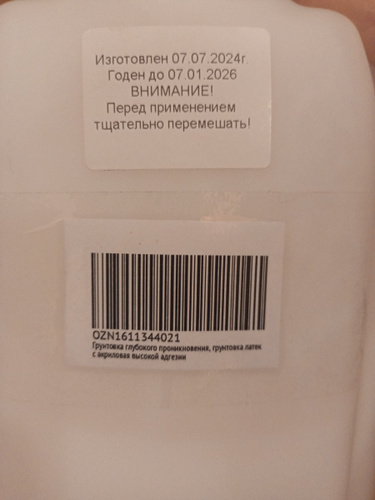 Изготовлен 07.07.2024г.
Годен до 07.01.2026
ВНИМАНИЕ!
Перед применением
тщательно перемешать!
OZN1611344021
Грунтовка глубокого проникновения, грунтовка латек
с акриловая высокой адгезии